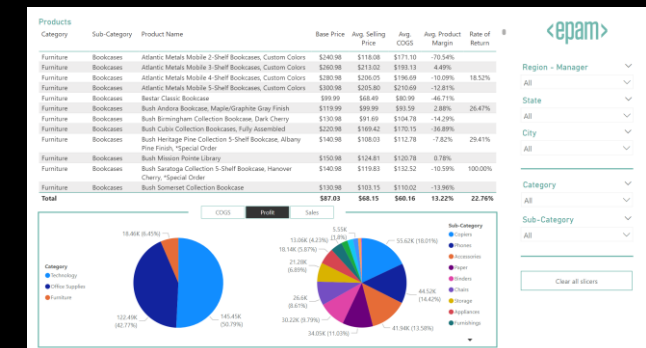 Products
<epam>
Category Sub-Category Product Name Base Price Avg. Selling Price Avg. COGS Avg. Product Margin Rate of Return
Furniture Bookcases Atlantic Metals Mobile 2-Shelf Bookcases, Custom Colors $240.98 $118.08 $171.10 -70.54%
Furniture Bookcases Atlantic Metals Mobile 3-Shelf Bookcases, Custom Colors $260.98 $213.02 $193.13 4.49%
Furniture Bookcases Atlantic Metals Mobile 4-Shelf Bookcases, Custom Colors $280.98 $206.05 $196.69 -10.09% 18.52%
Furniture Bookcases Atlantic Metals Mobile 5-Shelf Bookcases, Custom Colors $300.98 $205.80 $210.69 -12.81%
Furniture Bookcases Bestar Classic Bookcase $99.99 $68.49 $80.99 -46.71%
Furniture Bookcases Bush Andora Bookcase, Maple/Graphite Gray Finish $119.99 $99.99 $93.59 2.88% 26.47%
Furniture Bookcases Bush Birmingham Collection Bookcase, Dark Cherry $130.98 $91.69 $104.78 -14.29%
Furniture Bookcases Bush Cubix Collection Bookcases, Fully Assembled $220.98 $169.42 $170.15 -36.89%
Furniture Bookcases Bush Heritage Pine Collection 5-Shelf Bookcase, Albany $140.98 $108.03 $112.78 -7.82% 29.41%
Pine Finish, *Special Order
Furniture Bookcases Bush Mission Pointe Library $150.98 $124.81 $120.78 0.78%
Furniture Bookcases Bush Saratoga Collection 5-Shelf Bookcase, Hanover $140.98 $119.83 $132.52 -10.59% 100.00%
Cherry, *Special Order
Furniture Bookcases Bush Somerset Collection Bookcase $130.98 $103.15 $110.02 -13.96%
Total $87.03 $68.15 $60.16 13.22% 22.76%
Region - Manager
All
State
All
City
All
Category
All
Sub-Category
All
Clear all slicers
COGS Profit Sales
Category
Technology
Office Supplies
Furniture
18.46K (6.45%)
122.49K
(42.77%)
145.45K
(50.79%)
5.55K
13.06K (4.23%)
18.14K (5.87%)
21.28K
(6.89%)
26.6K
(8.61%)
30.22K (9.79%)
34.05K (11.03%)
41.94K (13.58%)
44.52K
(14.42%)
55.62K (18.01%)
Sub-Category
Copiers
Phones
Accessories
Paper
Binders
Chairs
Storage
Appliances
Furnishings